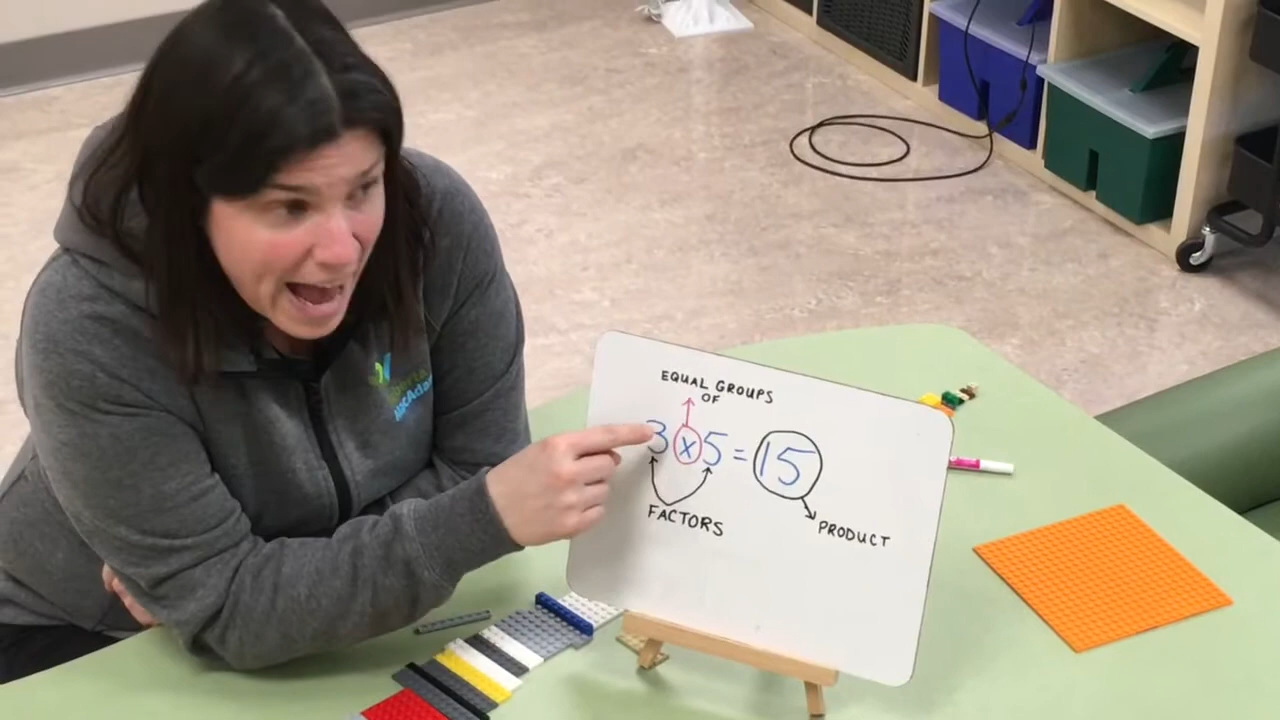 EQUAL GROUPS
OF
3 x 5 = 15
FACTORS
PRODUCT